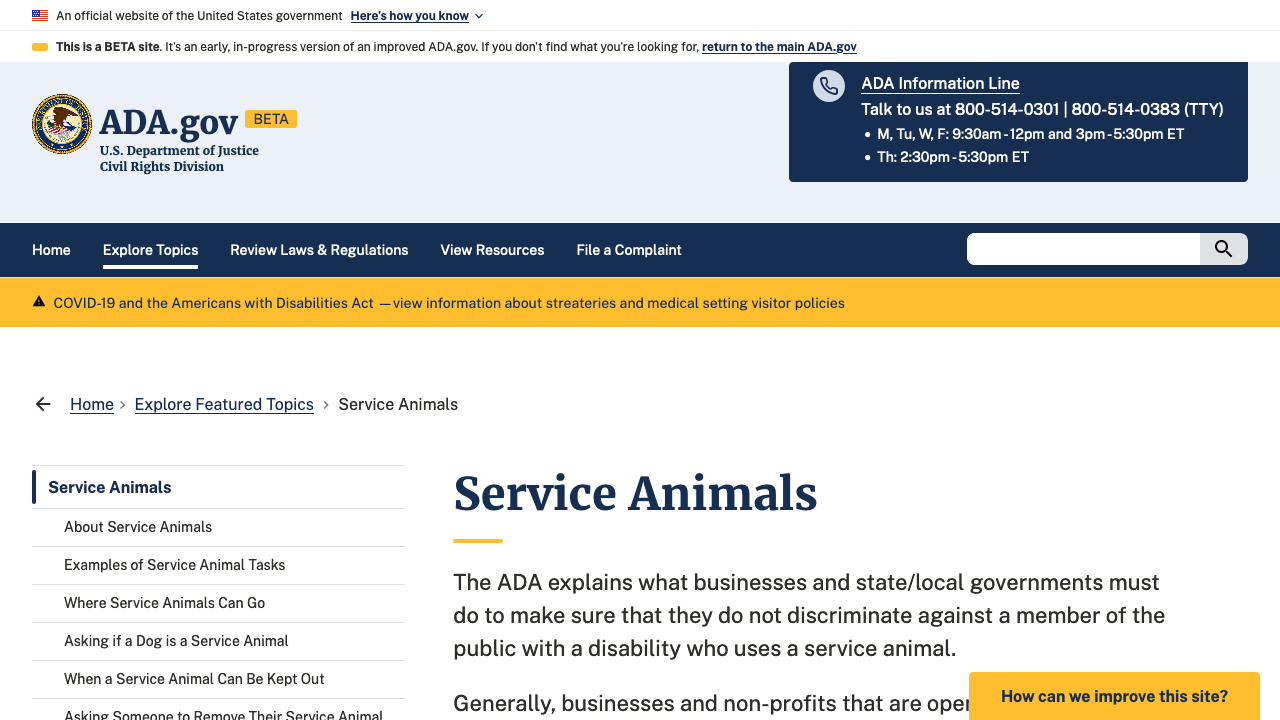 An official website of the United States government Here's how you know
This is a BETA site. It's an early, in-progress version of an improved ADA.gov. If you don't find what you're looking for, return to the main ADA.gov
ADA.gov BETA
U.S. Department of Justice
Civil Rights Division
ADA Information Line
Talk to us at 800-514-0301 | 800-514-0383 (TTY)
• M, Tu, W, F: 9:30am-12pm and 3pm-5:30pm ET
• Th: 2:30pm-5:30pm ET
Home Explore Topics Review Laws & Regulations View Resources File a Complaint
COVID-19 and the Americans with Disabilities Act —view information about streateries and medical setting visitor policies
Home > Explore Featured Topics > Service Animals
Service Animals
About Service Animals
Examples of Service Animal Tasks
Where Service Animals Can Go
Asking if a Dog is a Service Animal
When a Service Animal Can Be Kept Out
Asking Someone to Remove Their Service Animal
Service Animals
The ADA explains what businesses and state/local governments must
do to make sure that they do not discriminate against a member of the
public with a disability who uses a service animal.
Generally, businesses and non-profits that are
How can we improve this site?